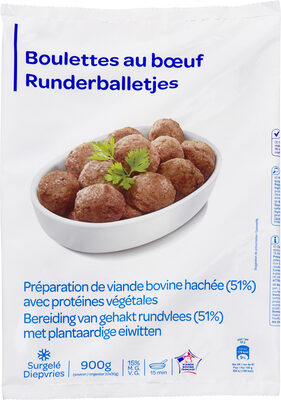 Boulettes au bœuf
Runderballetjes
Préparation de viande bovine hachée (51%)
avec protéines végétales
Bereiding van gehakt rundvlees (51%)
met plantaardige eiwitten
Surgelé
Diepvries
900g
15%
M.G.
V.G.
15 min